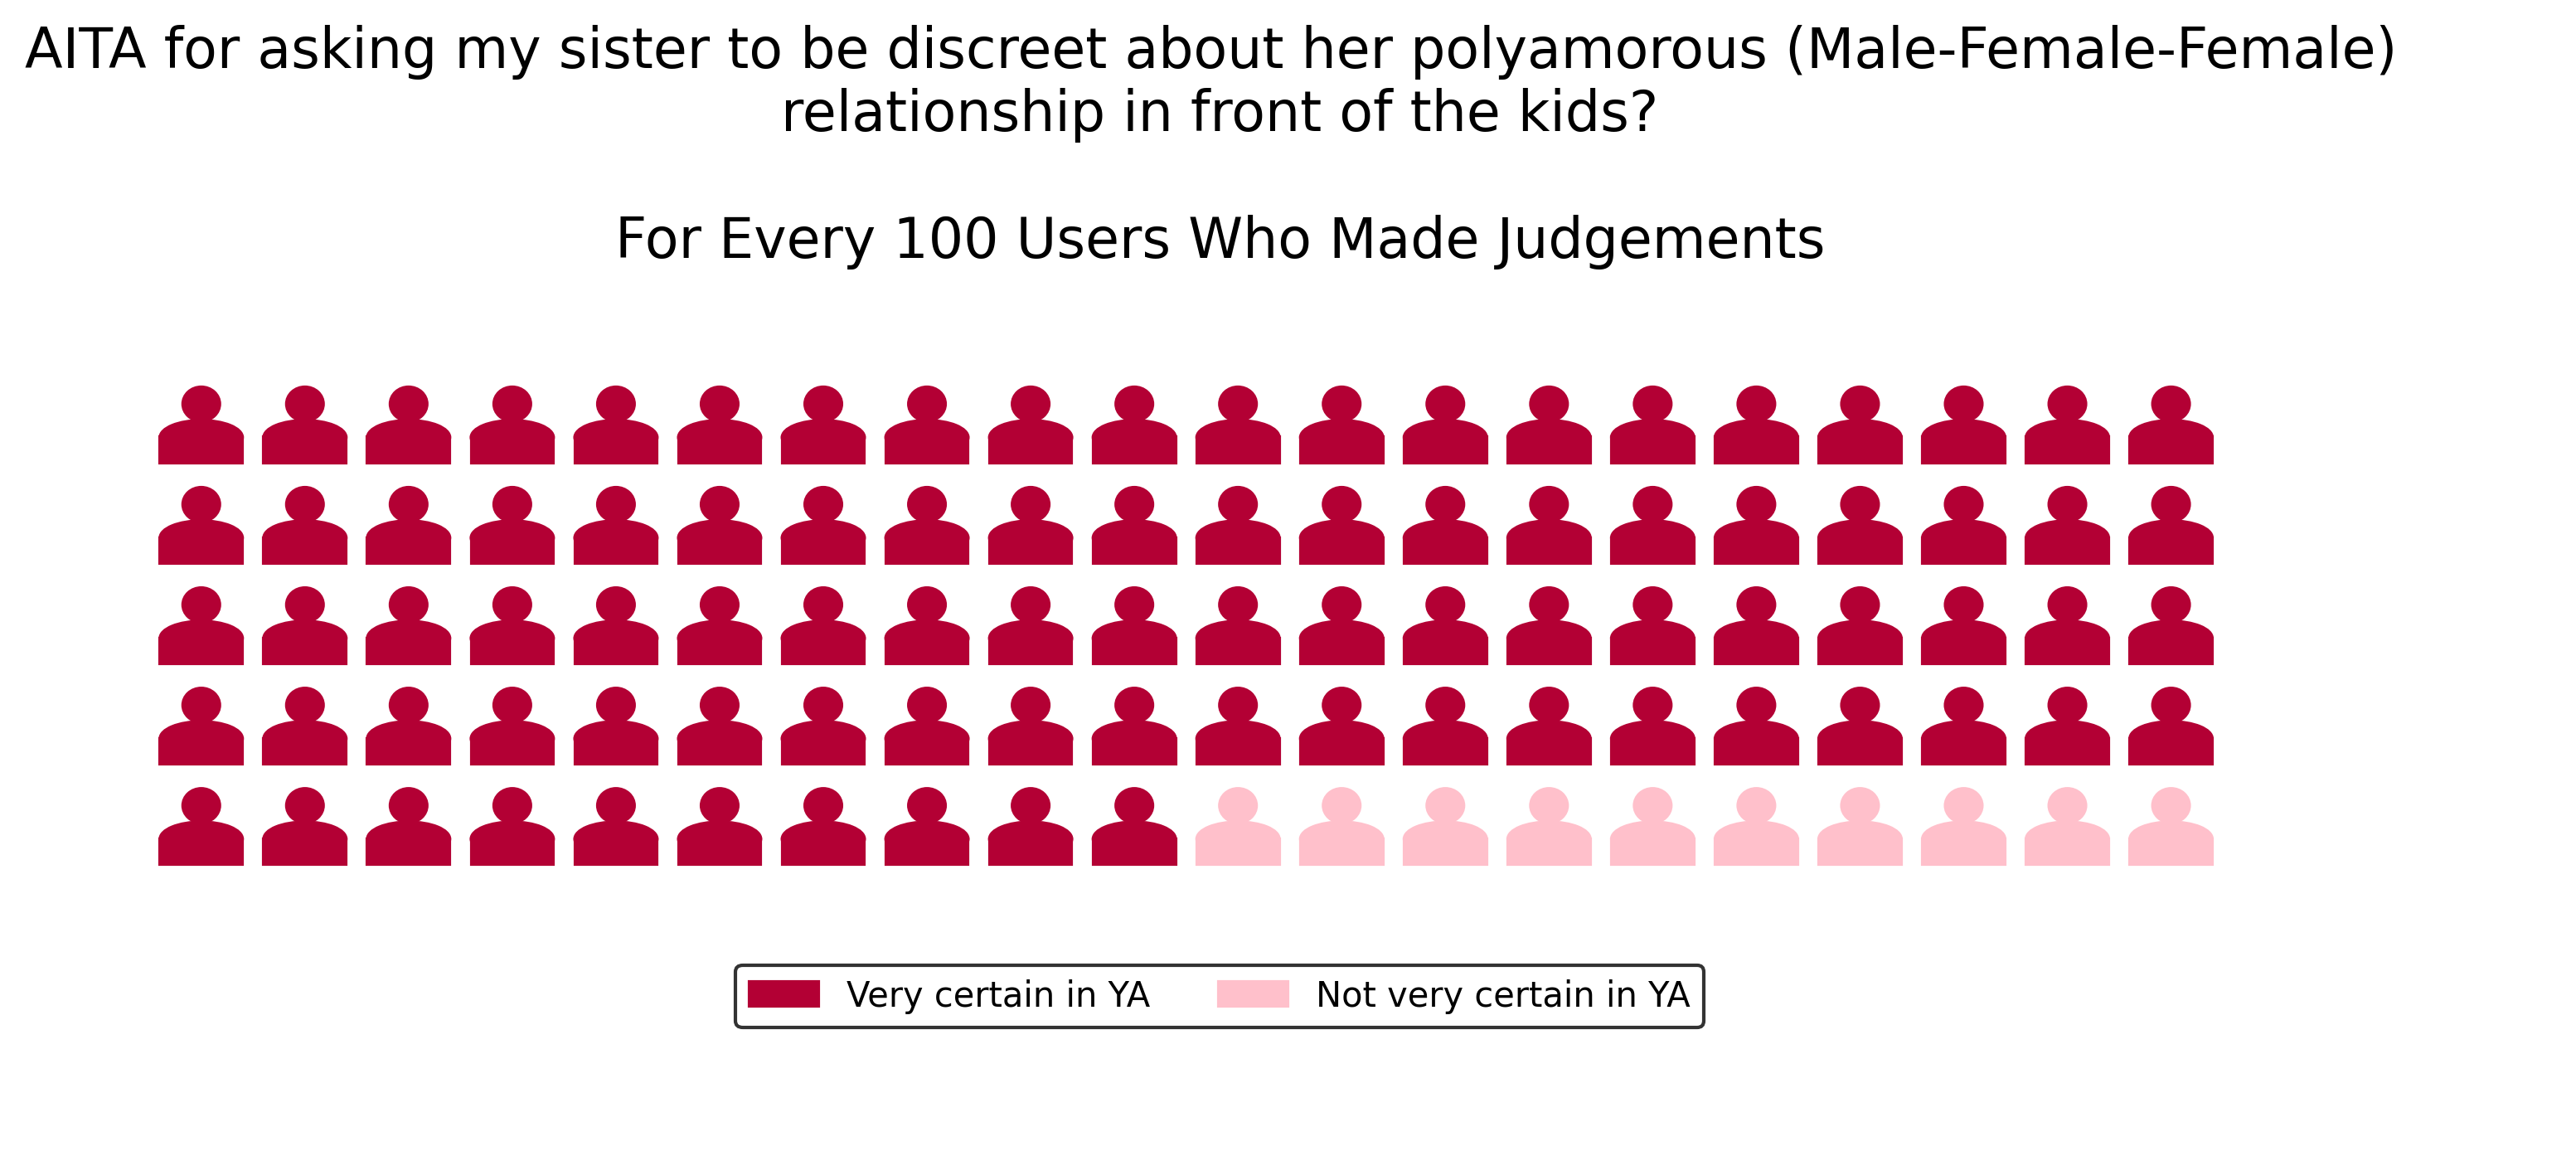 AITA for asking my sister to be discreet about her polyamorous (Male-Female-Female)
relationship in front of the kids?
For Every 100 Users Who Made Judgements
Very certain in YA
Not very certain in YA